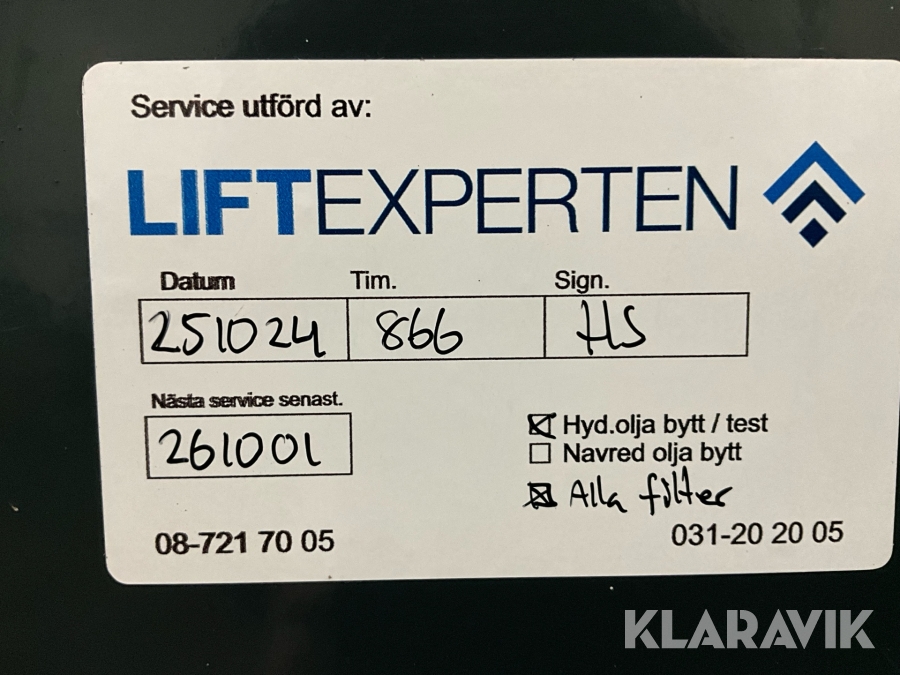 Service utförd av:
LIFTEXPERTEN
Datum Tim. Sign.
251024 866 HS
Nästa service senast.
261001
Hyd.olja bytt / test
Navred olja bytt
Alla filter
08-721 70 05 031-20 20 05
KLARAVIK